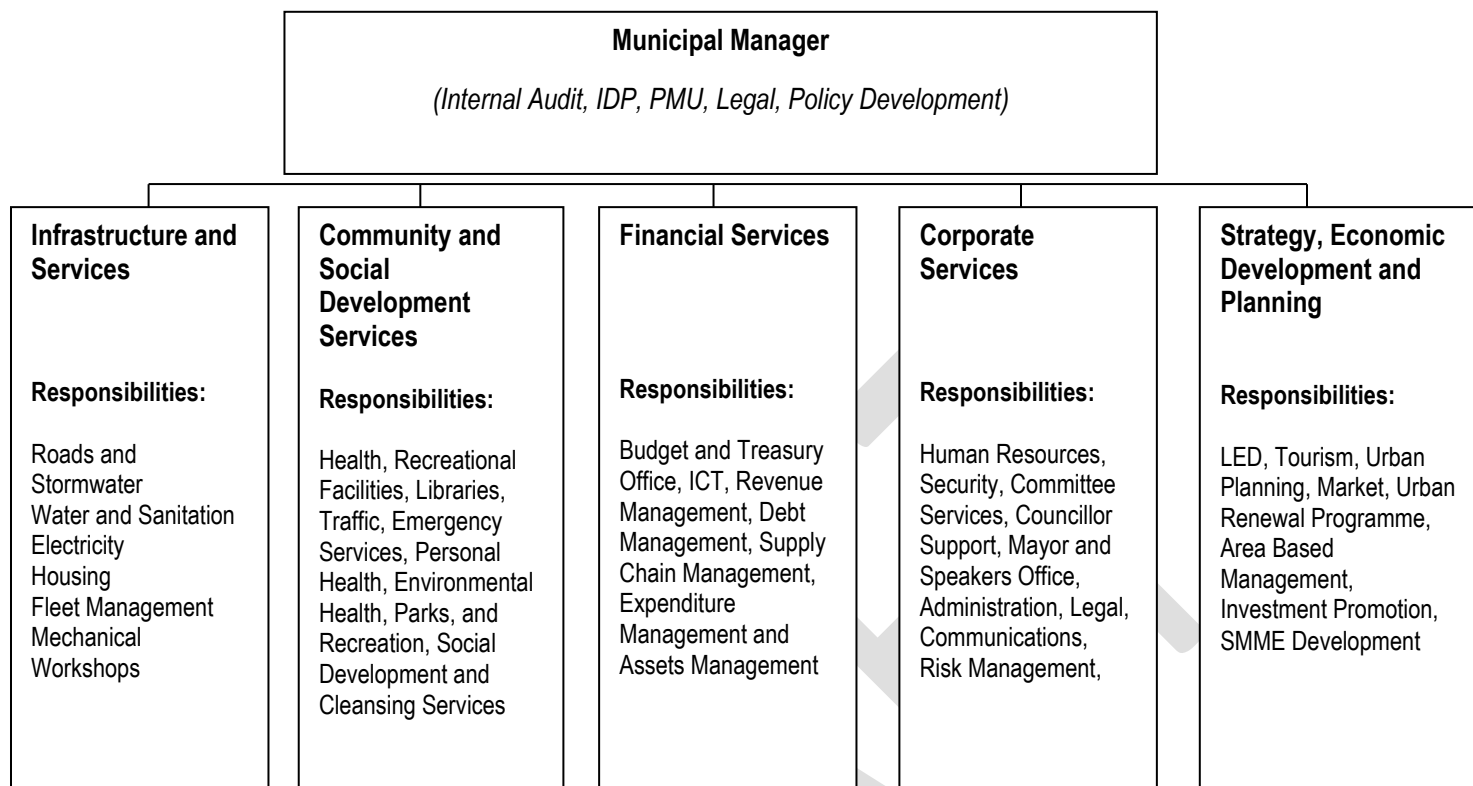 Municipal Manager
(Internal Audit, IDP, PMU, Legal, Policy Development)
Infrastructure and
Services
Responsibilities:
Roads and
Stormwater
Water and Sanitation
Electricity
Housing
Fleet Management
Mechanical
Workshops
Community and
Social
Development
Services
Responsibilities:
Health, Recreational
Facilities, Libraries,
Traffic, Emergency
Services, Personal
Health, Environmental
Health, Parks, and
Recreation, Social
Development and
Cleansing Services
Financial Services
Responsibilities:
Budget and Treasury
Office, ICT, Revenue
Management, Debt
Management, Supply
Chain Management,
Expenditure
Management and
Assets Management
Corporate
Services
Responsibilities:
Human Resources,
Security, Committee
Services, Councillor
Support, Mayor and
Speakers Office,
Administration, Legal,
Communications,
Risk Management,
Strategy, Economic
Development and
Planning
Responsibilities:
LED, Tourism, Urban
Planning, Market, Urban
Renewal Programme,
Area Based
Management,
Investment Promotion,
SMME Development